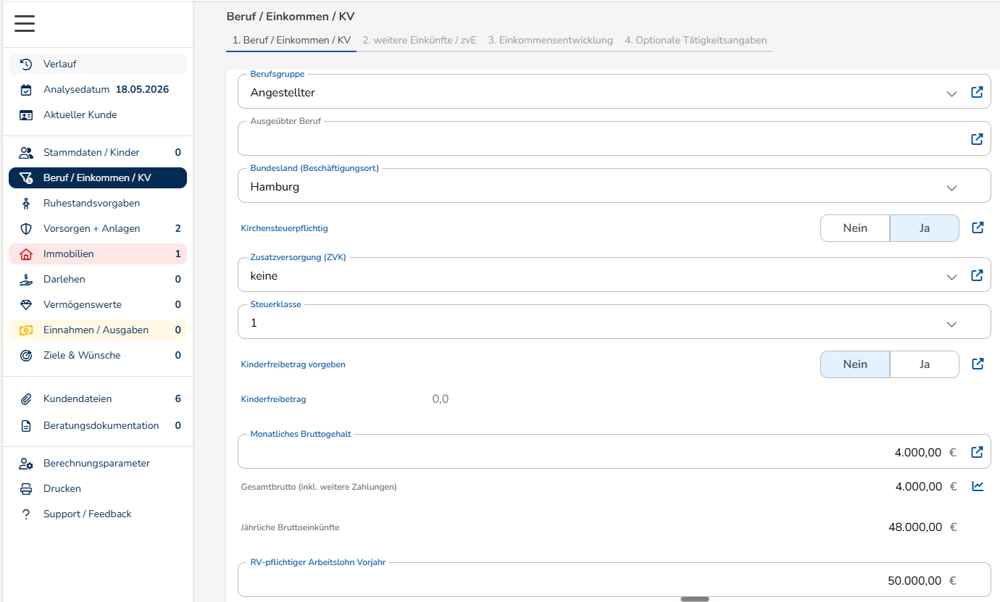 Beruf / Einkommen / KV
1. Beruf / Einkommen / KV 2. weitere Einkünfte / zvE 3. Einkommensentwicklung 4. Optionale Tätigkeitsangaben
Verlauf
Analysedatum 18.05.2026
Aktueller Kunde
Stammdaten / Kinder 0
Beruf / Einkommen / KV
Ruhestandsvorgaben
Vorsorgen + Anlagen 2
Immobilien 1
Darlehen 0
Vermögenswerte 0
Einnahmen / Ausgaben 0
Ziele & Wünsche 0
Kundendateien 6
Beratungsdokumentation 0
Berechnungsparameter
Drucken
? Support / Feedback
Berufsgruppe
Angestellter
Ausgeübter Beruf
Bundesland (Beschäftigungsort)
Hamburg
Kirchensteuerpflichtig Nein Ja
Zusatzversorgung (ZVK)
keine
Steuerklasse
1
Kinderfreibetrag vorgeben Nein Ja
Kinderfreibetrag 0,0
Monatliches Bruttogehalt
4.000,00 €
Gesamtbrutto (inkl. weitere Zahlungen) 4.000,00 €
Jährliche Bruttoeinkünfte 48.000,00 €
RV-pflichtiger Arbeitslohn Vorjahr
50.000,00 €